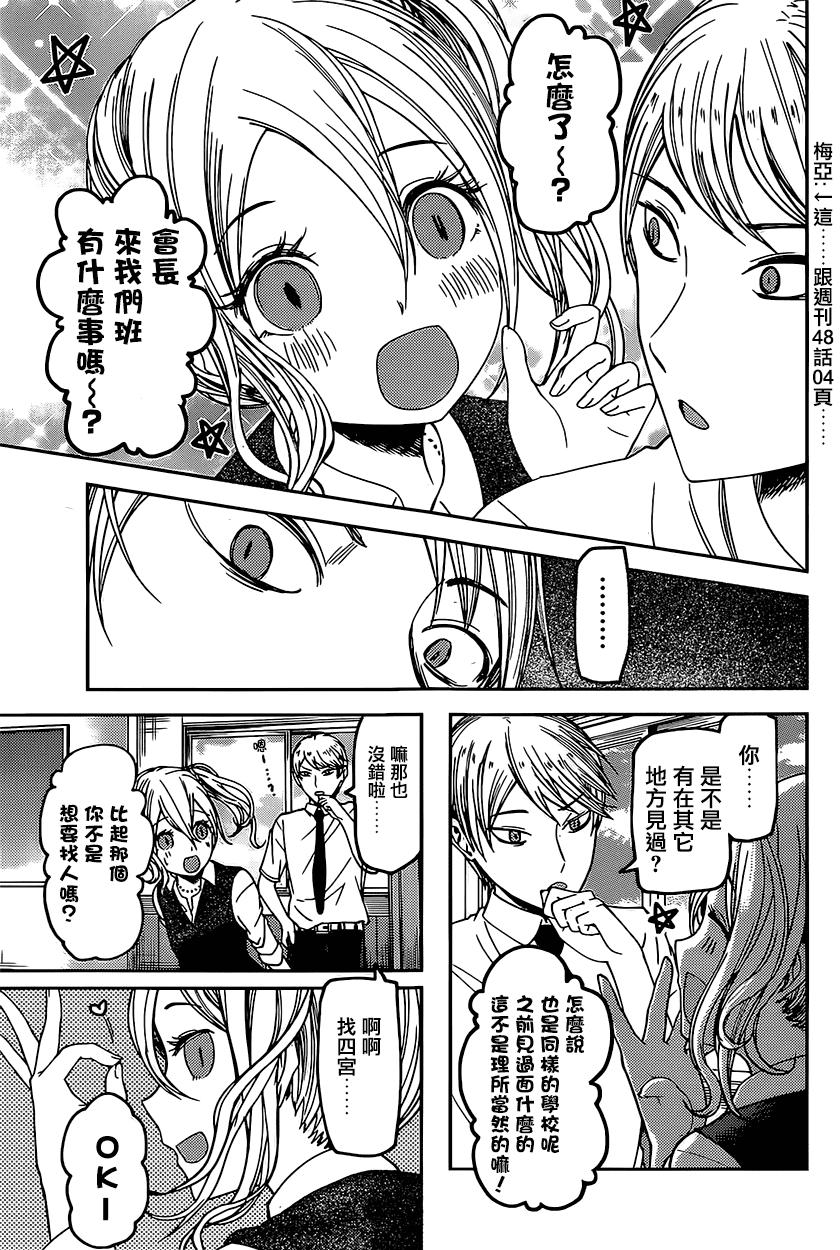 梅亞：←這……跟週刊48話04頁……
怎麼了～？
會長
來我們班
有什麼事嗎～？
………
你……
是不是
有在其它
地方見過？
怎麼說
也是同樣的學校呢
之前見過面什麼的
這不是理所當然的嘛！
嘛那也
沒錯啦……
嗯－…？
比起那個
你不是
想要找人嗎？
啊啊
找四宮……
OKI